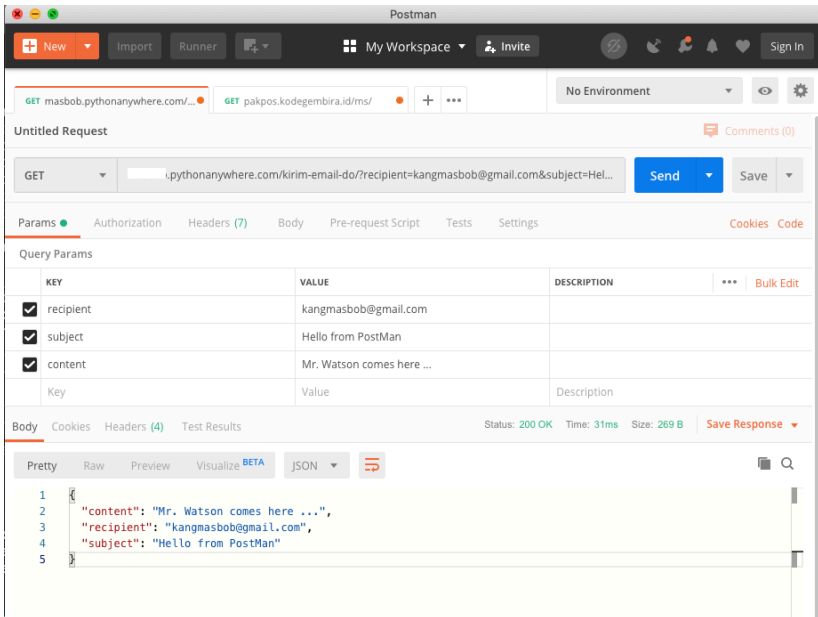 Postman
New Import Runner My Workspace Invite Sign In
GET masbob.pythonanywhere.com/... GET pakpos.kodegembira.id/ms/ + ••• No Environment
Untitled Request Comments (0)
GET .pythonanywhere.com/kirim-email-do/?recipient=kangmasbob@gmail.com&subject=Hel... Send Save
Params Authorization Headers (7) Body Pre-request Script Tests Settings Cookies Code
Query Params
KEY VALUE DESCRIPTION ••• Bulk Edit
recipient kangmasbob@gmail.com
subject Hello from PostMan
content Mr. Watson comes here ...
Key Value Description
Body Cookies Headers (4) Test Results Status: 200 OK Time: 31ms Size: 269 B Save Response
Pretty Raw Preview Visualize BETA JSON
1 {
2 "content": "Mr. Watson comes here ...",
3 "recipient": "kangmasbob@gmail.com",
4 "subject": "Hello from PostMan"
5 }